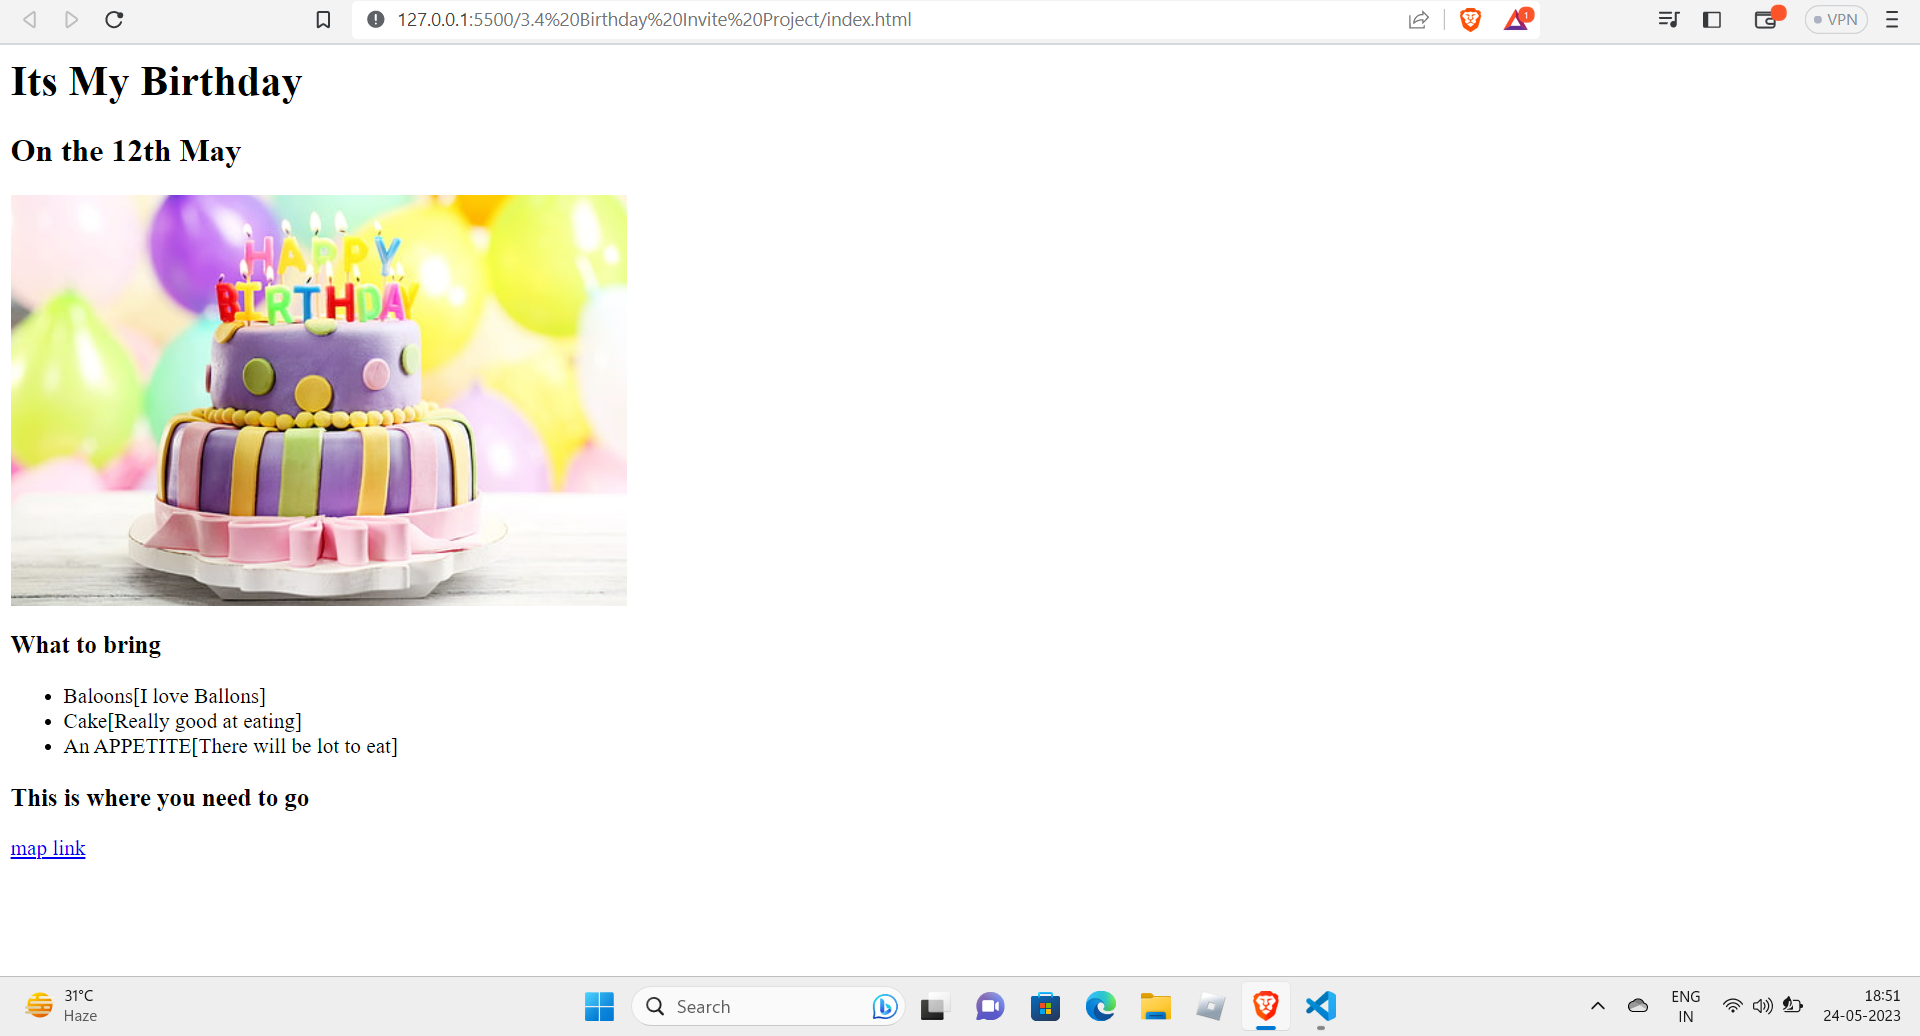 127.0.0.1:5500/3.4%20Birthday%20Invite%20Project/index.html
1
VPN
Its My Birthday
On the 12th May
HAPPY
BIRTHDAY
What to bring
Baloons[I love Ballons]
Cake[Really good at eating]
An APPETITE[There will be lot to eat]
This is where you need to go
map link
31°C
Haze
Search
ENG
IN
18:51
24-05-2023